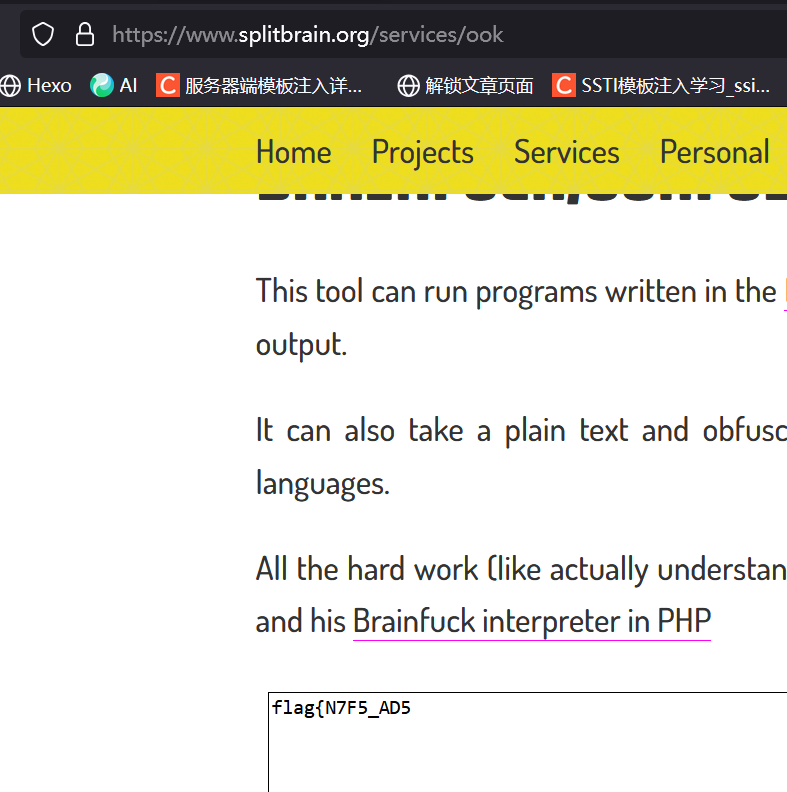 https://www.splitbrain.org/services/ook
Hexo AI 服务器端模板注入详... 解锁文章页面 SSTI模板注入学习_ssi...
Home Projects Services Personal
This tool can run programs written in the
output.
It can also take a plain text and obfusc
languages.
All the hard work (like actually understan
and his Brainfuck interpreter in PHP
flag{N7F5_AD5